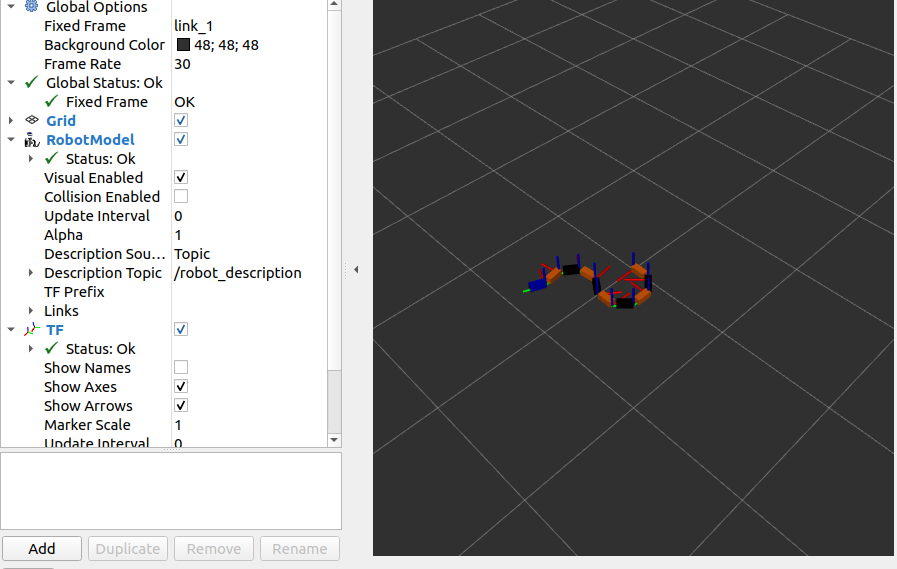 Global Options
Fixed Frame link_1
Background Color 48; 48; 48
Frame Rate 30
Global Status: Ok
Fixed Frame OK
Grid
RobotModel
Status: Ok
Visual Enabled
Collision Enabled
Update Interval 0
Alpha 1
Description Sou... Topic
Description Topic /robot_description
TF Prefix
Links
TF
Status: Ok
Show Names
Show Axes
Show Arrows
Marker Scale 1
Update Interval 0
Add Duplicate Remove Rename